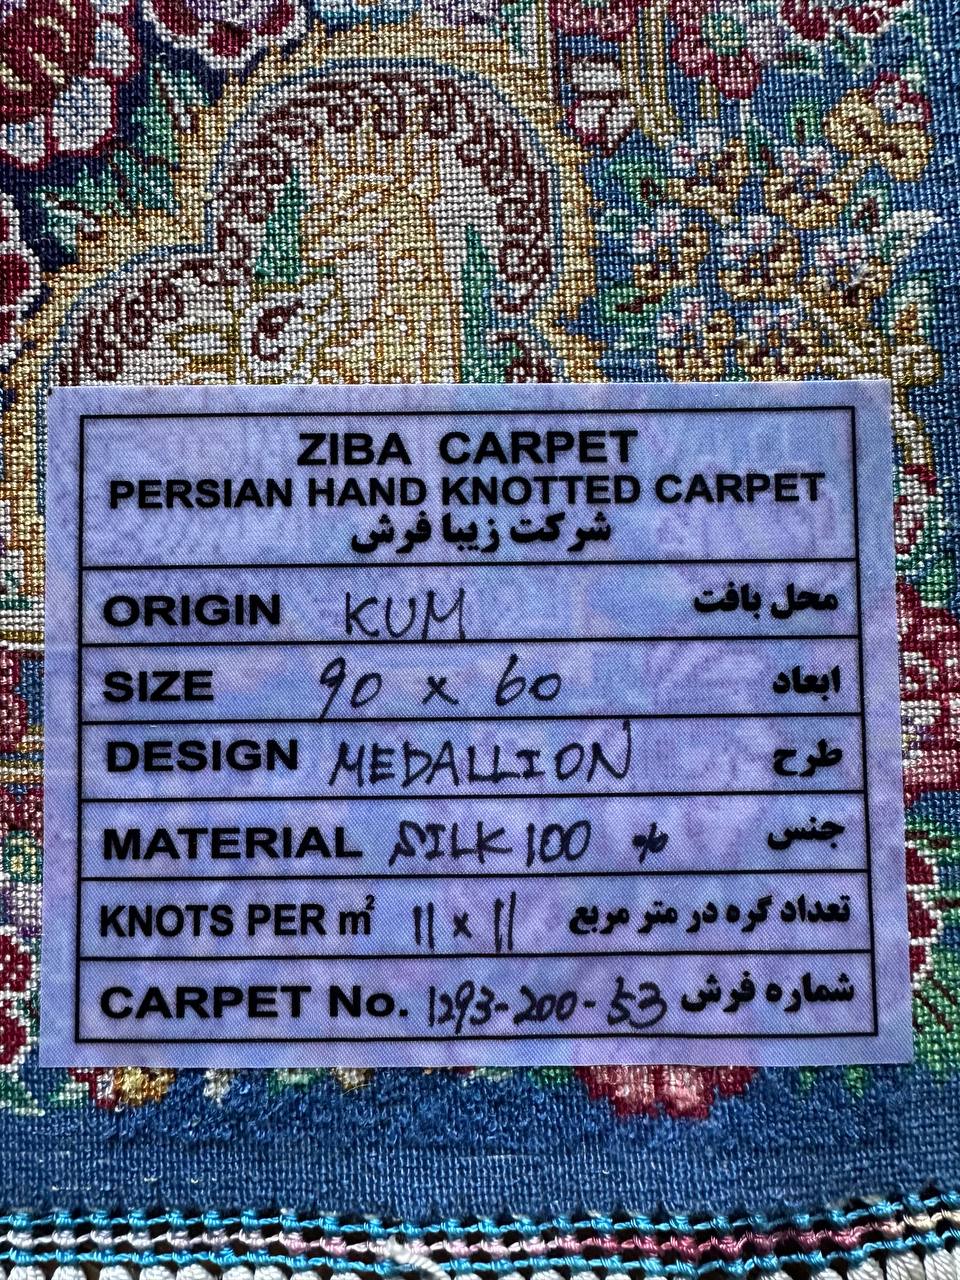 ZIBA CARPET
PERSIAN HAND KNOTTED CARPET
شرکت زیبا فرش
ORIGIN KUM محل بافت
SIZE 90 x 60 ابعاد
DESIGN MEDALLION طرح
MATERIAL SILK 100 % جنس
KNOTS PER m² 11 x 11 تعداد گره در متر مربع
CARPET No. 1293-200-53 شماره فرش